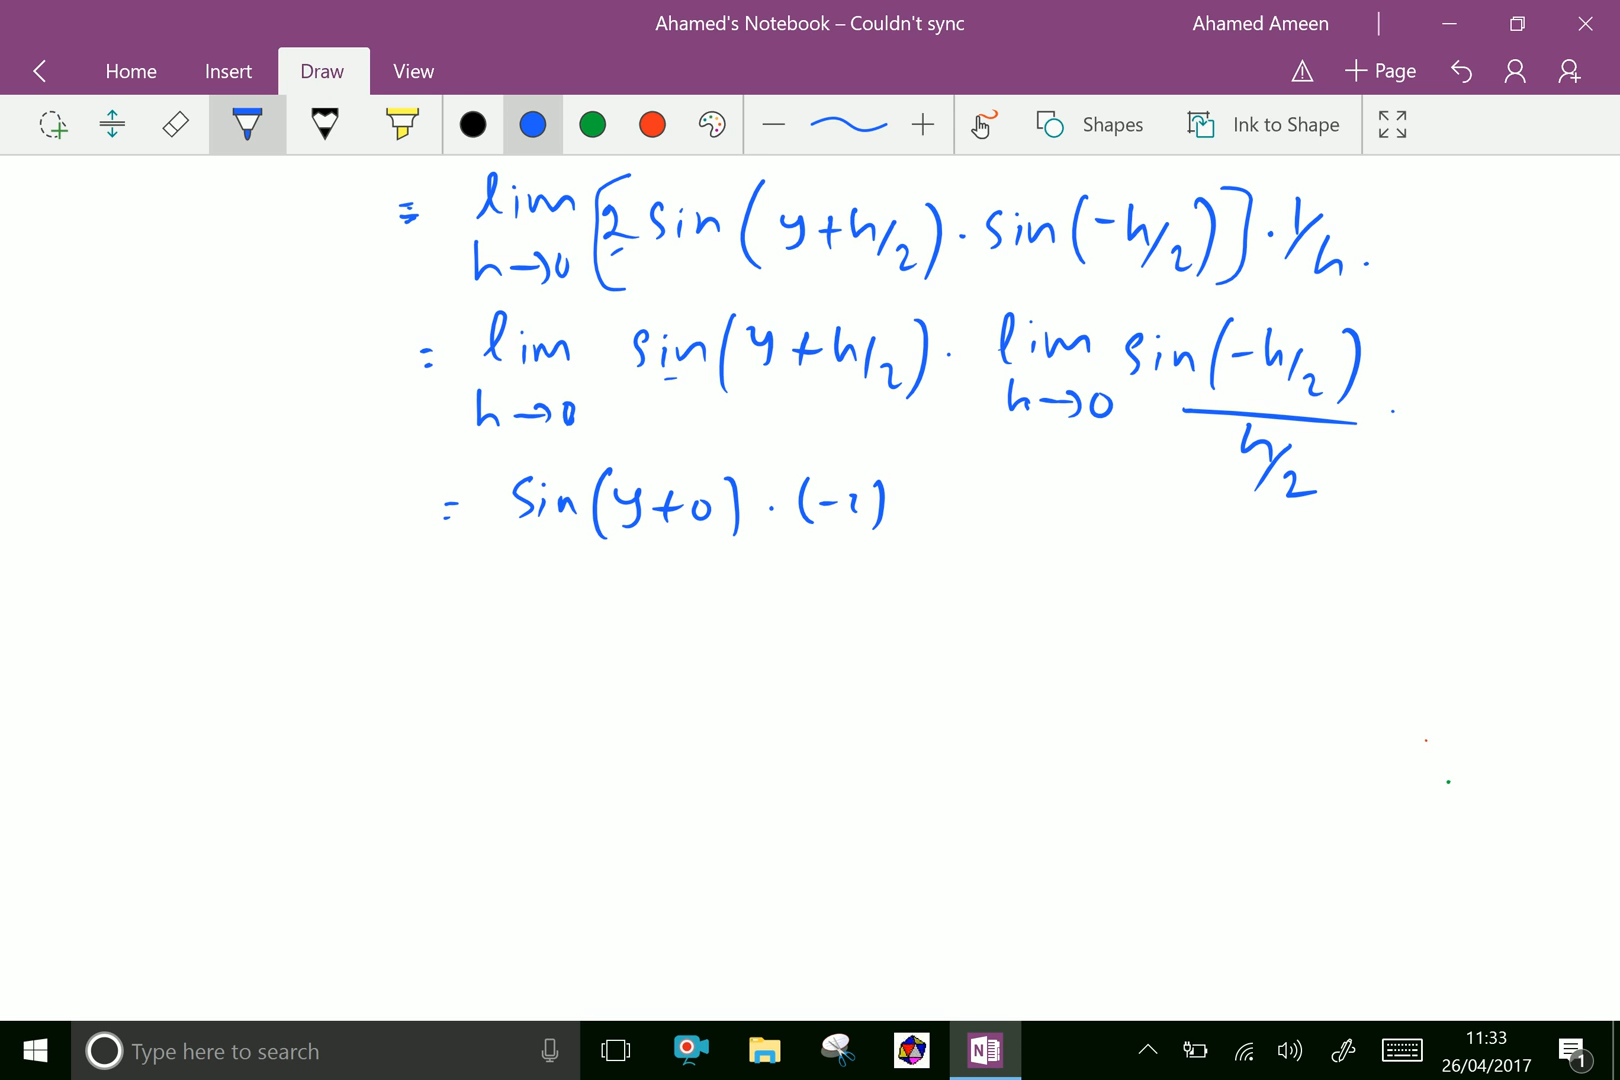 Ahamed's Notebook – Couldn't sync
Ahamed Ameen
Home Insert Draw View
Page
Shapes
Ink to Shape
= lim h→0 [2 sin(y+h/2) · sin(-h/2)] · 1/h .
= lim h→0 sin(y+h/2) · lim h→0 sin(-h/2) / h/2 .
= sin(y+0) · (-1)
Type here to search
N
11:33
26/04/2017
1